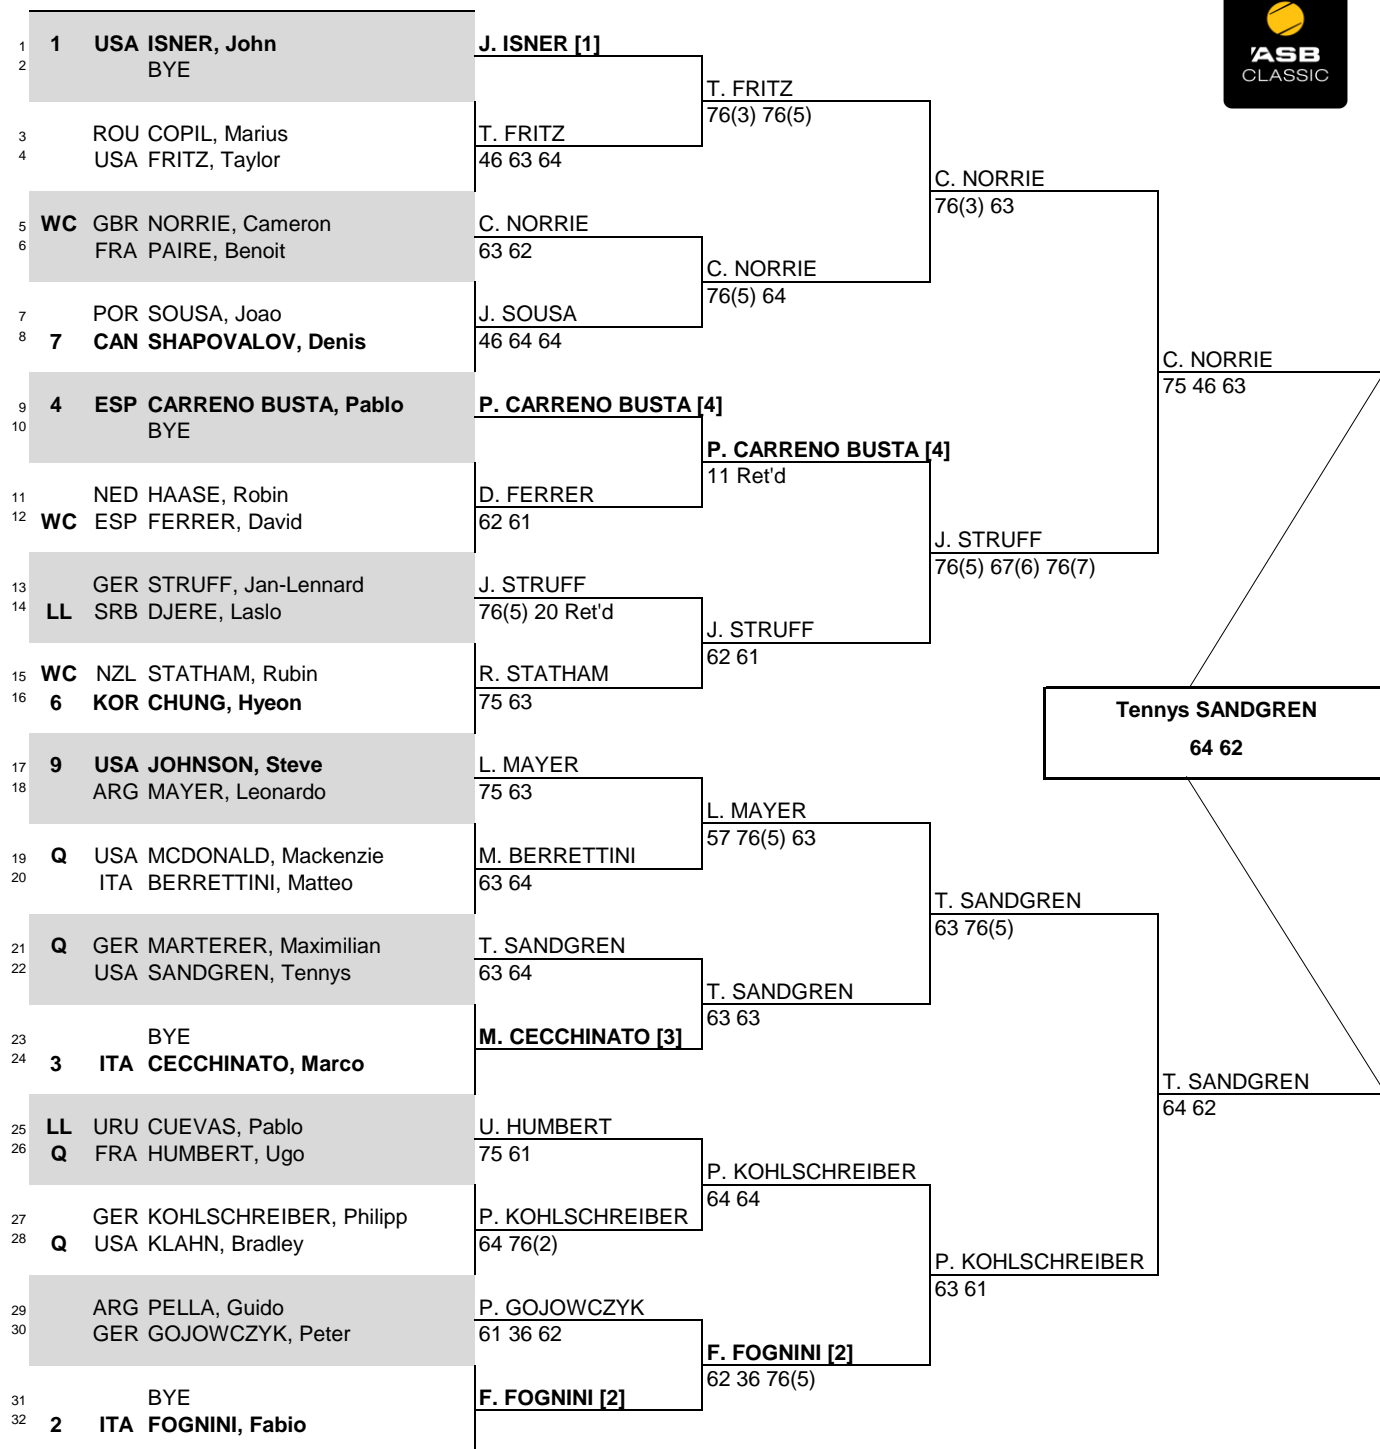 ASB
CLASSIC
1 1 USA ISNER, John
2 BYE
3 ROU COPIL, Marius
4 USA FRITZ, Taylor
5 WC GBR NORRIE, Cameron
6 FRA PAIRE, Benoit
7 POR SOUSA, Joao
8 7 CAN SHAPOVALOV, Denis
9 4 ESP CARRENO BUSTA, Pablo
10 BYE
11 NED HAASE, Robin
12 WC ESP FERRER, David
13 GER STRUFF, Jan-Lennard
14 LL SRB DJERE, Laslo
15 WC NZL STATHAM, Rubin
16 6 KOR CHUNG, Hyeon
17 9 USA JOHNSON, Steve
18 ARG MAYER, Leonardo
19 Q USA MCDONALD, Mackenzie
20 ITA BERRETTINI, Matteo
21 Q GER MARTERER, Maximilian
22 USA SANDGREN, Tennys
23 BYE
24 3 ITA CECCHINATO, Marco
25 LL URU CUEVAS, Pablo
26 Q FRA HUMBERT, Ugo
27 GER KOHLSCHREIBER, Philipp
28 Q USA KLAHN, Bradley
29 ARG PELLA, Guido
30 GER GOJOWCZYK, Peter
31 BYE
32 2 ITA FOGNINI, Fabio
J. ISNER [1]
T. FRITZ
46 63 64
C. NORRIE
63 62
J. SOUSA
46 64 64
P. CARRENO BUSTA [4]
D. FERRER
62 61
J. STRUFF
76(5) 20 Ret'd
R. STATHAM
75 63
L. MAYER
75 63
M. BERRETTINI
63 64
T. SANDGREN
63 64
M. CECCHINATO [3]
U. HUMBERT
75 61
P. KOHLSCHREIBER
64 76(2)
P. GOJOWCZYK
61 36 62
F. FOGNINI [2]
T. FRITZ
76(3) 76(5)
C. NORRIE
76(5) 64
P. CARRENO BUSTA [4]
11 Ret'd
J. STRUFF
62 61
L. MAYER
57 76(5) 63
T. SANDGREN
63 63
P. KOHLSCHREIBER
64 64
F. FOGNINI [2]
62 36 76(5)
C. NORRIE
76(3) 63
J. STRUFF
76(5) 67(6) 76(7)
T. SANDGREN
63 76(5)
P. KOHLSCHREIBER
63 61
C. NORRIE
75 46 63
T. SANDGREN
64 62
Tennys SANDGREN
64 62